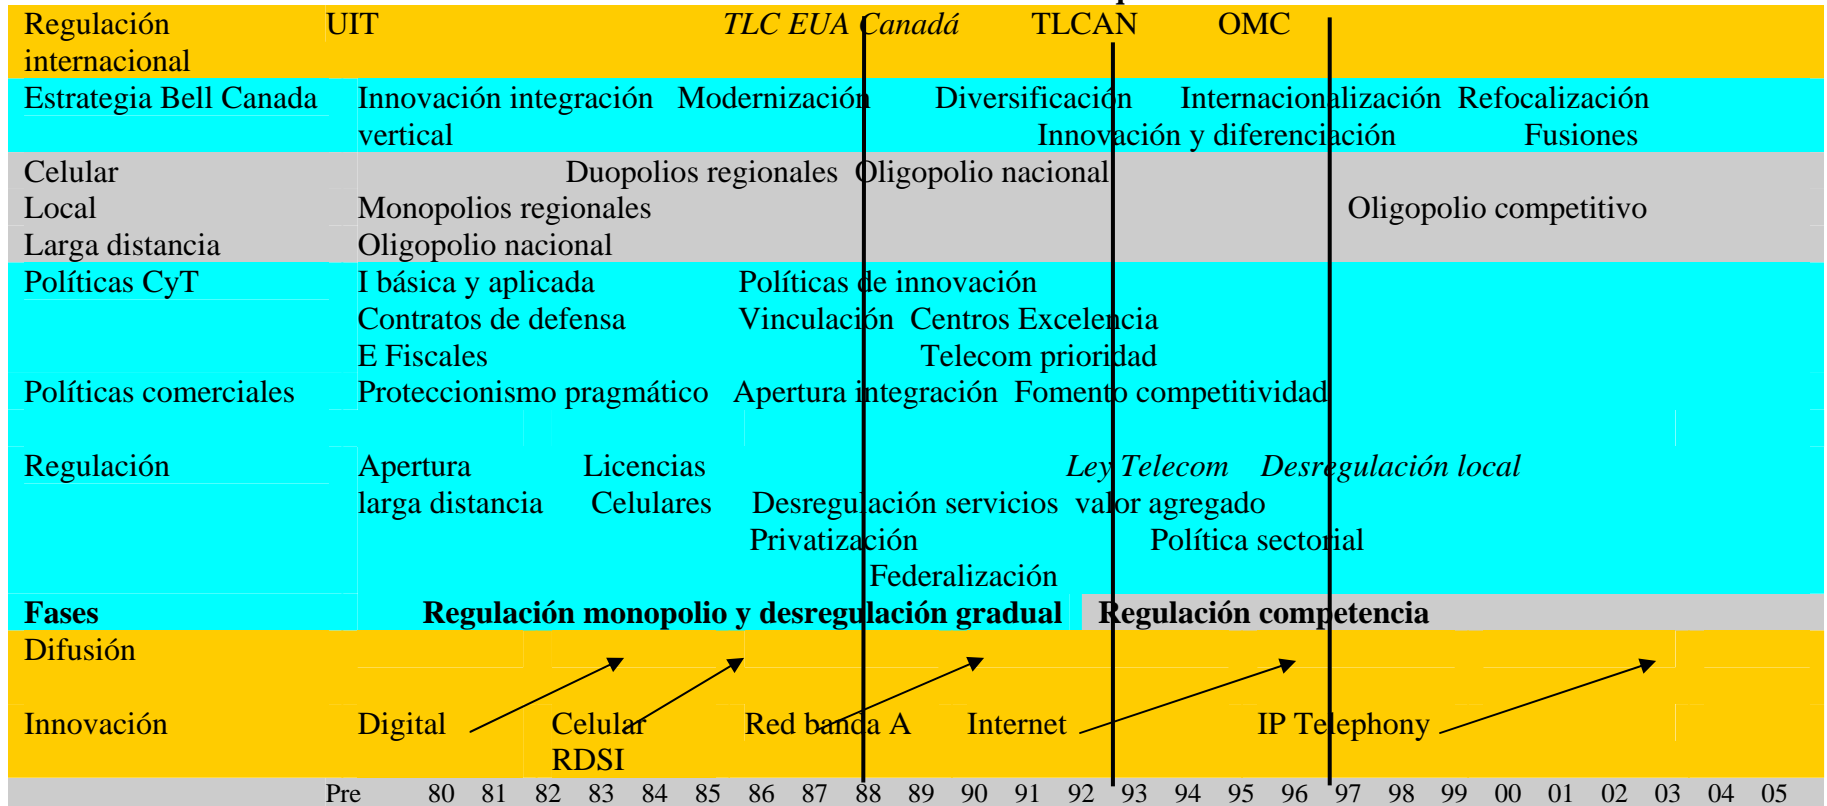 Regulación UIT TLC EUA Canadá TLCAN OMC
internacional
Estrategia Bell Canada Innovación integración Modernización Diversificación Internacionalización Refocalización
vertical Innovación y diferenciación Fusiones
Celular Duopolios regionales Oligopolio nacional
Local Monopolios regionales Oligopolio competitivo
Larga distancia Oligopolio nacional
Políticas CyT I básica y aplicada Políticas de innovación
Contratos de defensa Vinculación Centros Excelencia
E Fiscales Telecom prioridad
Políticas comerciales Proteccionismo pragmático Apertura integración Fomento competitividad
Regulación Apertura Licencias Ley Telecom Desregulación local
larga distancia Celulares Desregulación servicios valor agregado
Privatización Política sectorial
Federalización
Fases Regulación monopolio y desregulación gradual Regulación competencia
Difusión
Innovación Digital Celular Red banda A Internet IP Telephony
RDSI
Pre 80 81 82 83 84 85 86 87 88 89 90 91 92 93 94 95 96 97 98 99 00 01 02 03 04 05